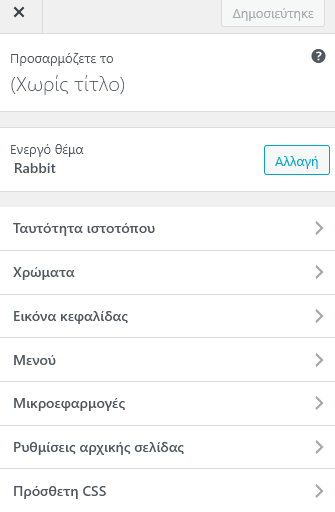 Δημοσιεύτηκε
Προσαρμόζετε το
(Χωρίς τίτλο)
Ενεργό θέμα
Rabbit
Αλλαγή
Ταυτότητα ιστοτόπου
Χρώματα
Εικόνα κεφαλίδας
Μενού
Μικροεφαρμογές
Ρυθμίσεις αρχικής σελίδας
Πρόσθετη CSS